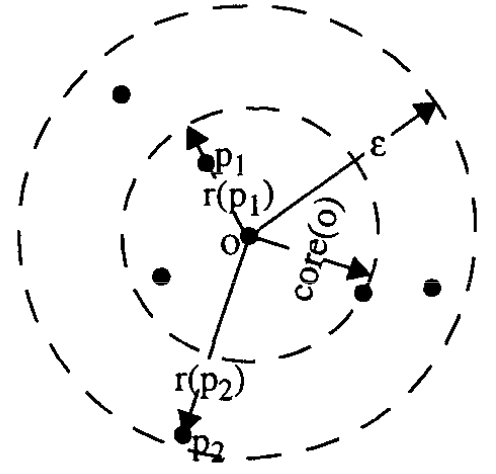 p1
r(p1)
ε
o
core(o)
r(p2)
p2